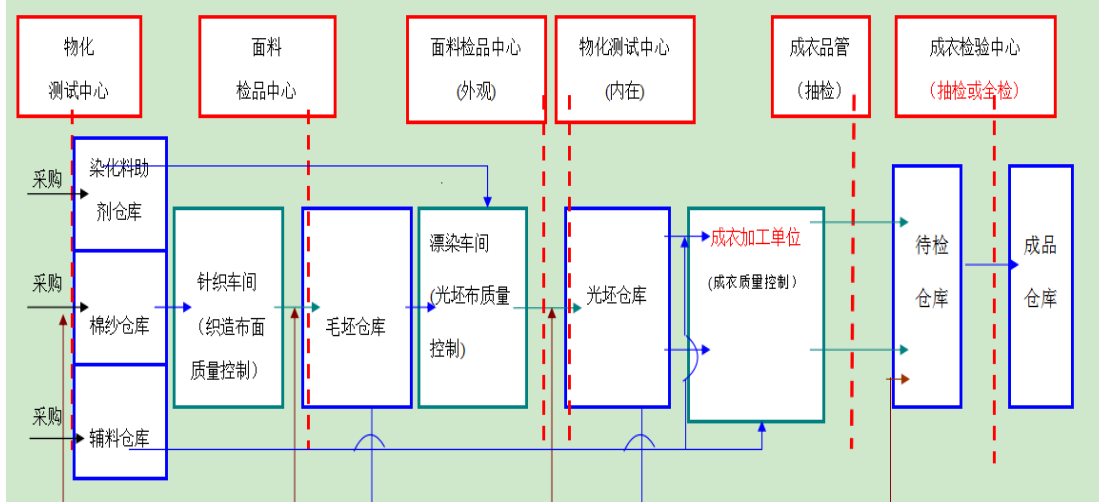 物化
测试中心
面料
检品中心
面料检品中心
(外观)
物化测试中心
(内在)
成衣品管
（抽检）
成衣检验中心
（抽检或全检）
采购
染化料助
剂仓库
采购
棉纱仓库
采购
辅料仓库
针织车间
（织造布面
质量控制）
毛坯仓库
漂染车间
(光坯布质量
控制)
光坯仓库
成衣加工单位
(成衣质量控制）
待检
仓库
成品
仓库